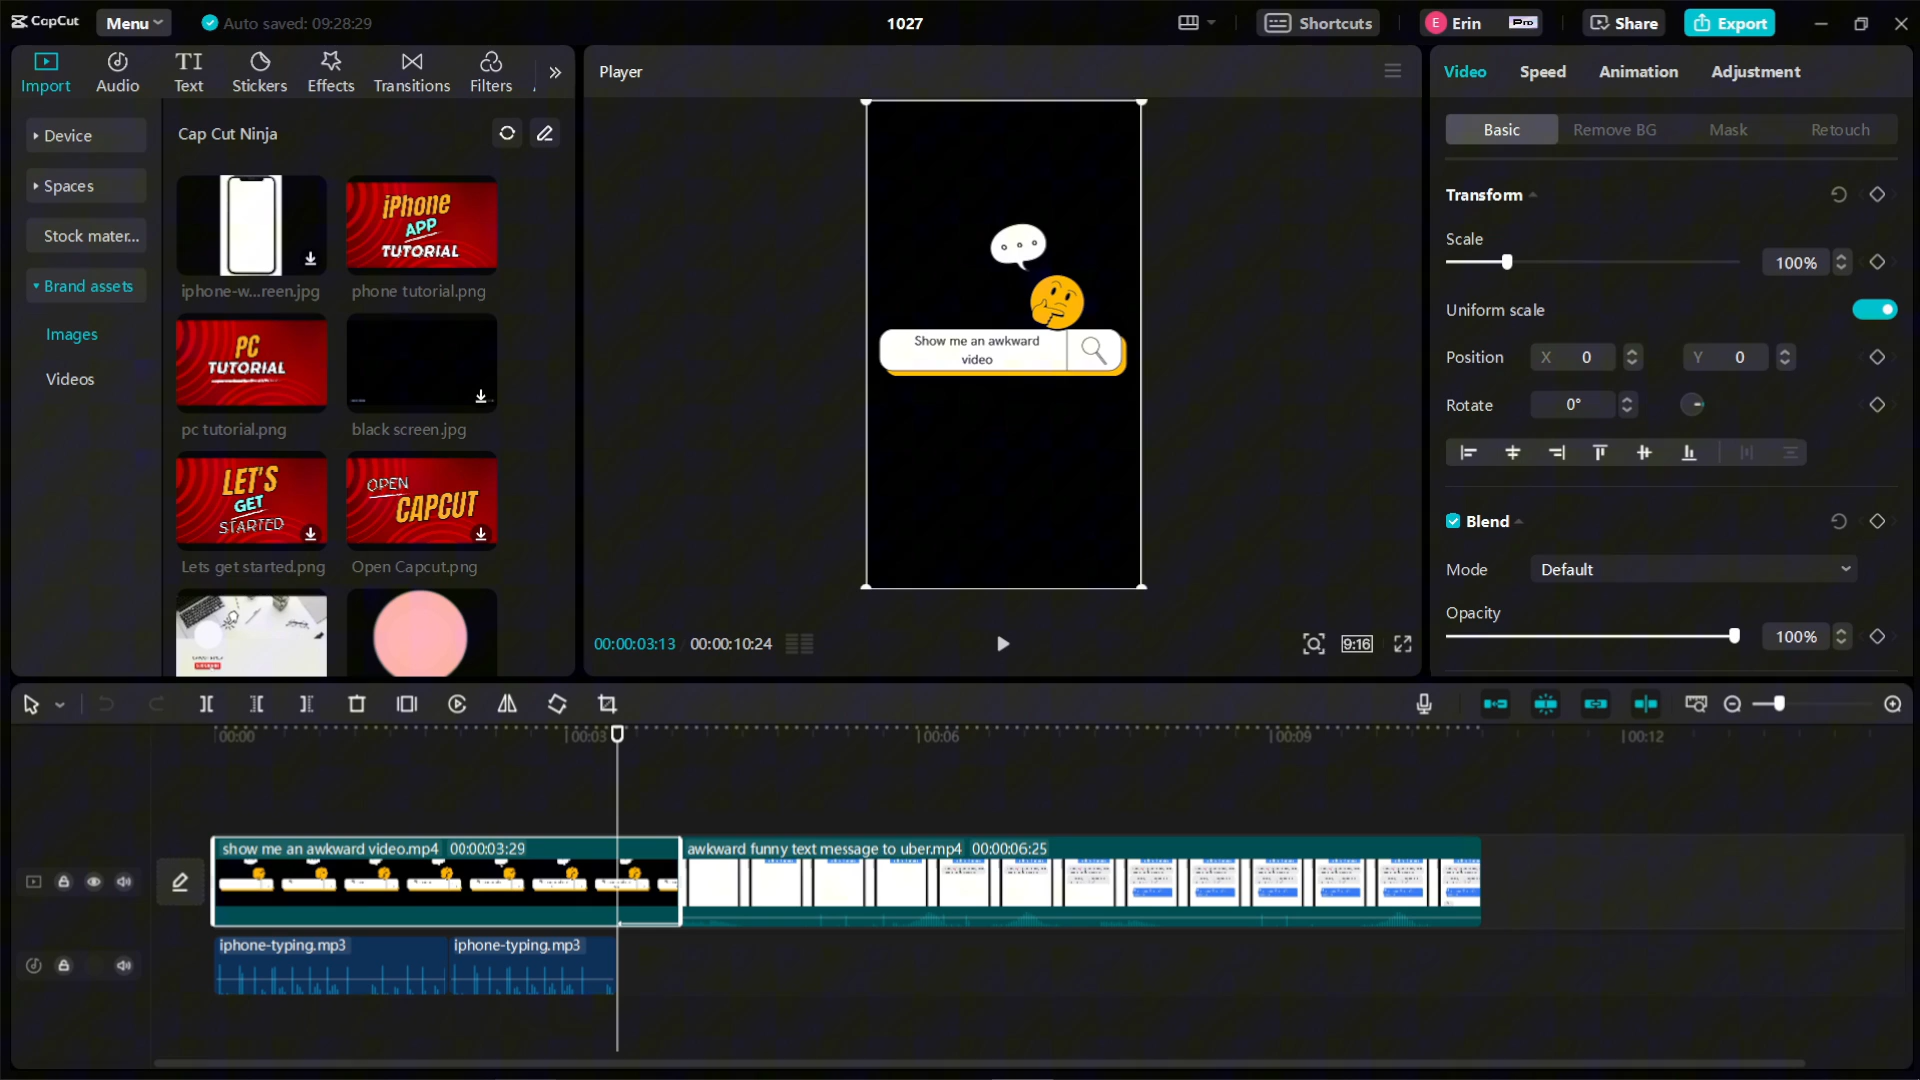 CapCut
Menu
Auto saved: 09:28:29
1027
Shortcuts
E
Erin
Pro
Share
Export
Import
Audio
TI
Text
Stickers
Effects
Transitions
Filters
Player
Video
Speed
Animation
Adjustment
Device
Spaces
Stock mater...
Brand assets
Images
Videos
Cap Cut Ninja
iphone-w...reen.jpg
iPhone
APP
TUTORIAL
phone tutorial.png
PC
TUTORIAL
pc tutorial.png
black screen.jpg
LET'S
GET
STARTED
Lets get started.png
OPEN
CAPCUT
Open Capcut.png
Show me an awkward
video
00:00:03:13
00:00:10:24
9:16
Basic
Remove BG
Mask
Retouch
Transform
Scale
100%
Uniform scale
Position
X 0
Y 0
Rotate
0°
Blend
Mode
Default
Opacity
100%
00:00
00:03
00:06
00:09
00:12
show me an awkward video.mp4 00:00:03:29
awkward funny text message to uber.mp4 00:00:06:25
iphone-typing.mp3
iphone-typing.mp3